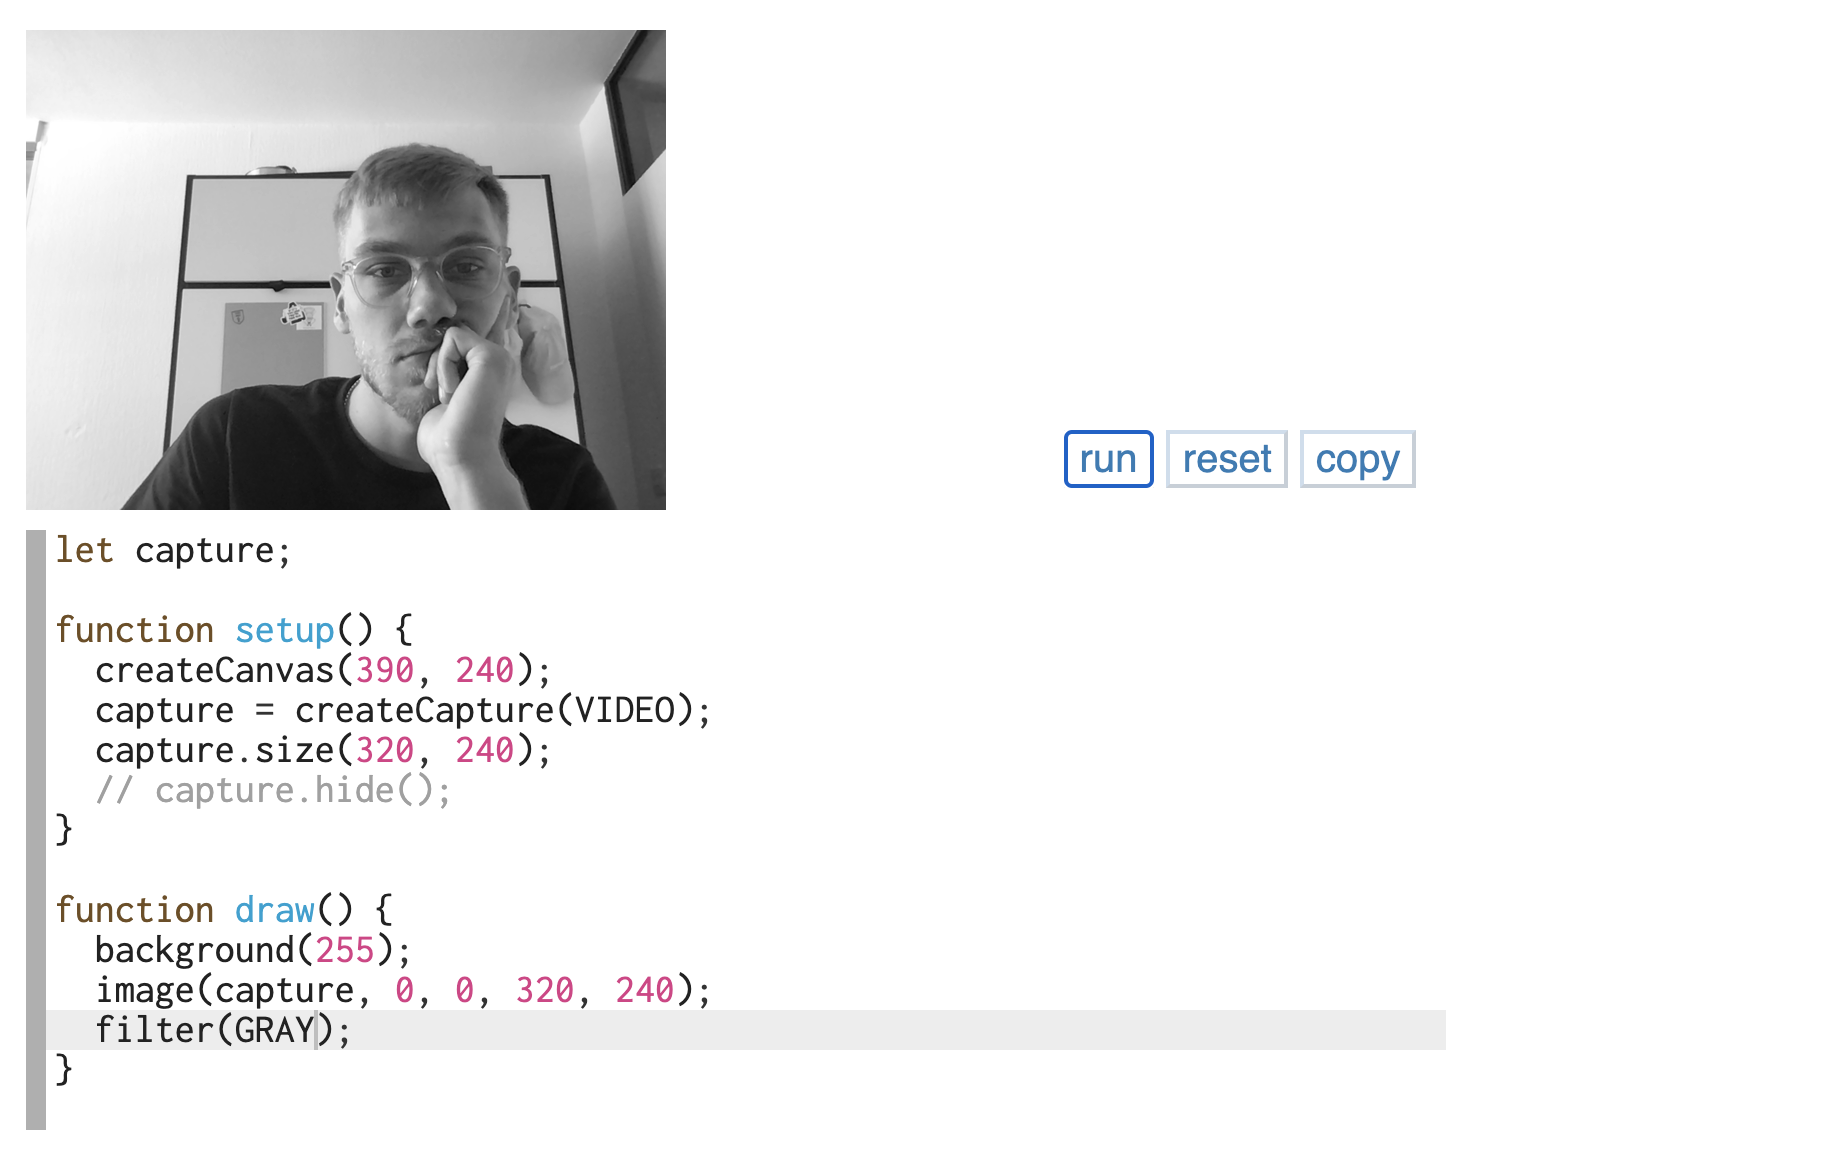 run reset copy
let capture;
function setup() {
createCanvas(390, 240);
capture = createCapture(VIDEO);
capture.size(320, 240);
// capture.hide();
}
function draw() {
background(255);
image(capture, 0, 0, 320, 240);
filter(GRAY);
}